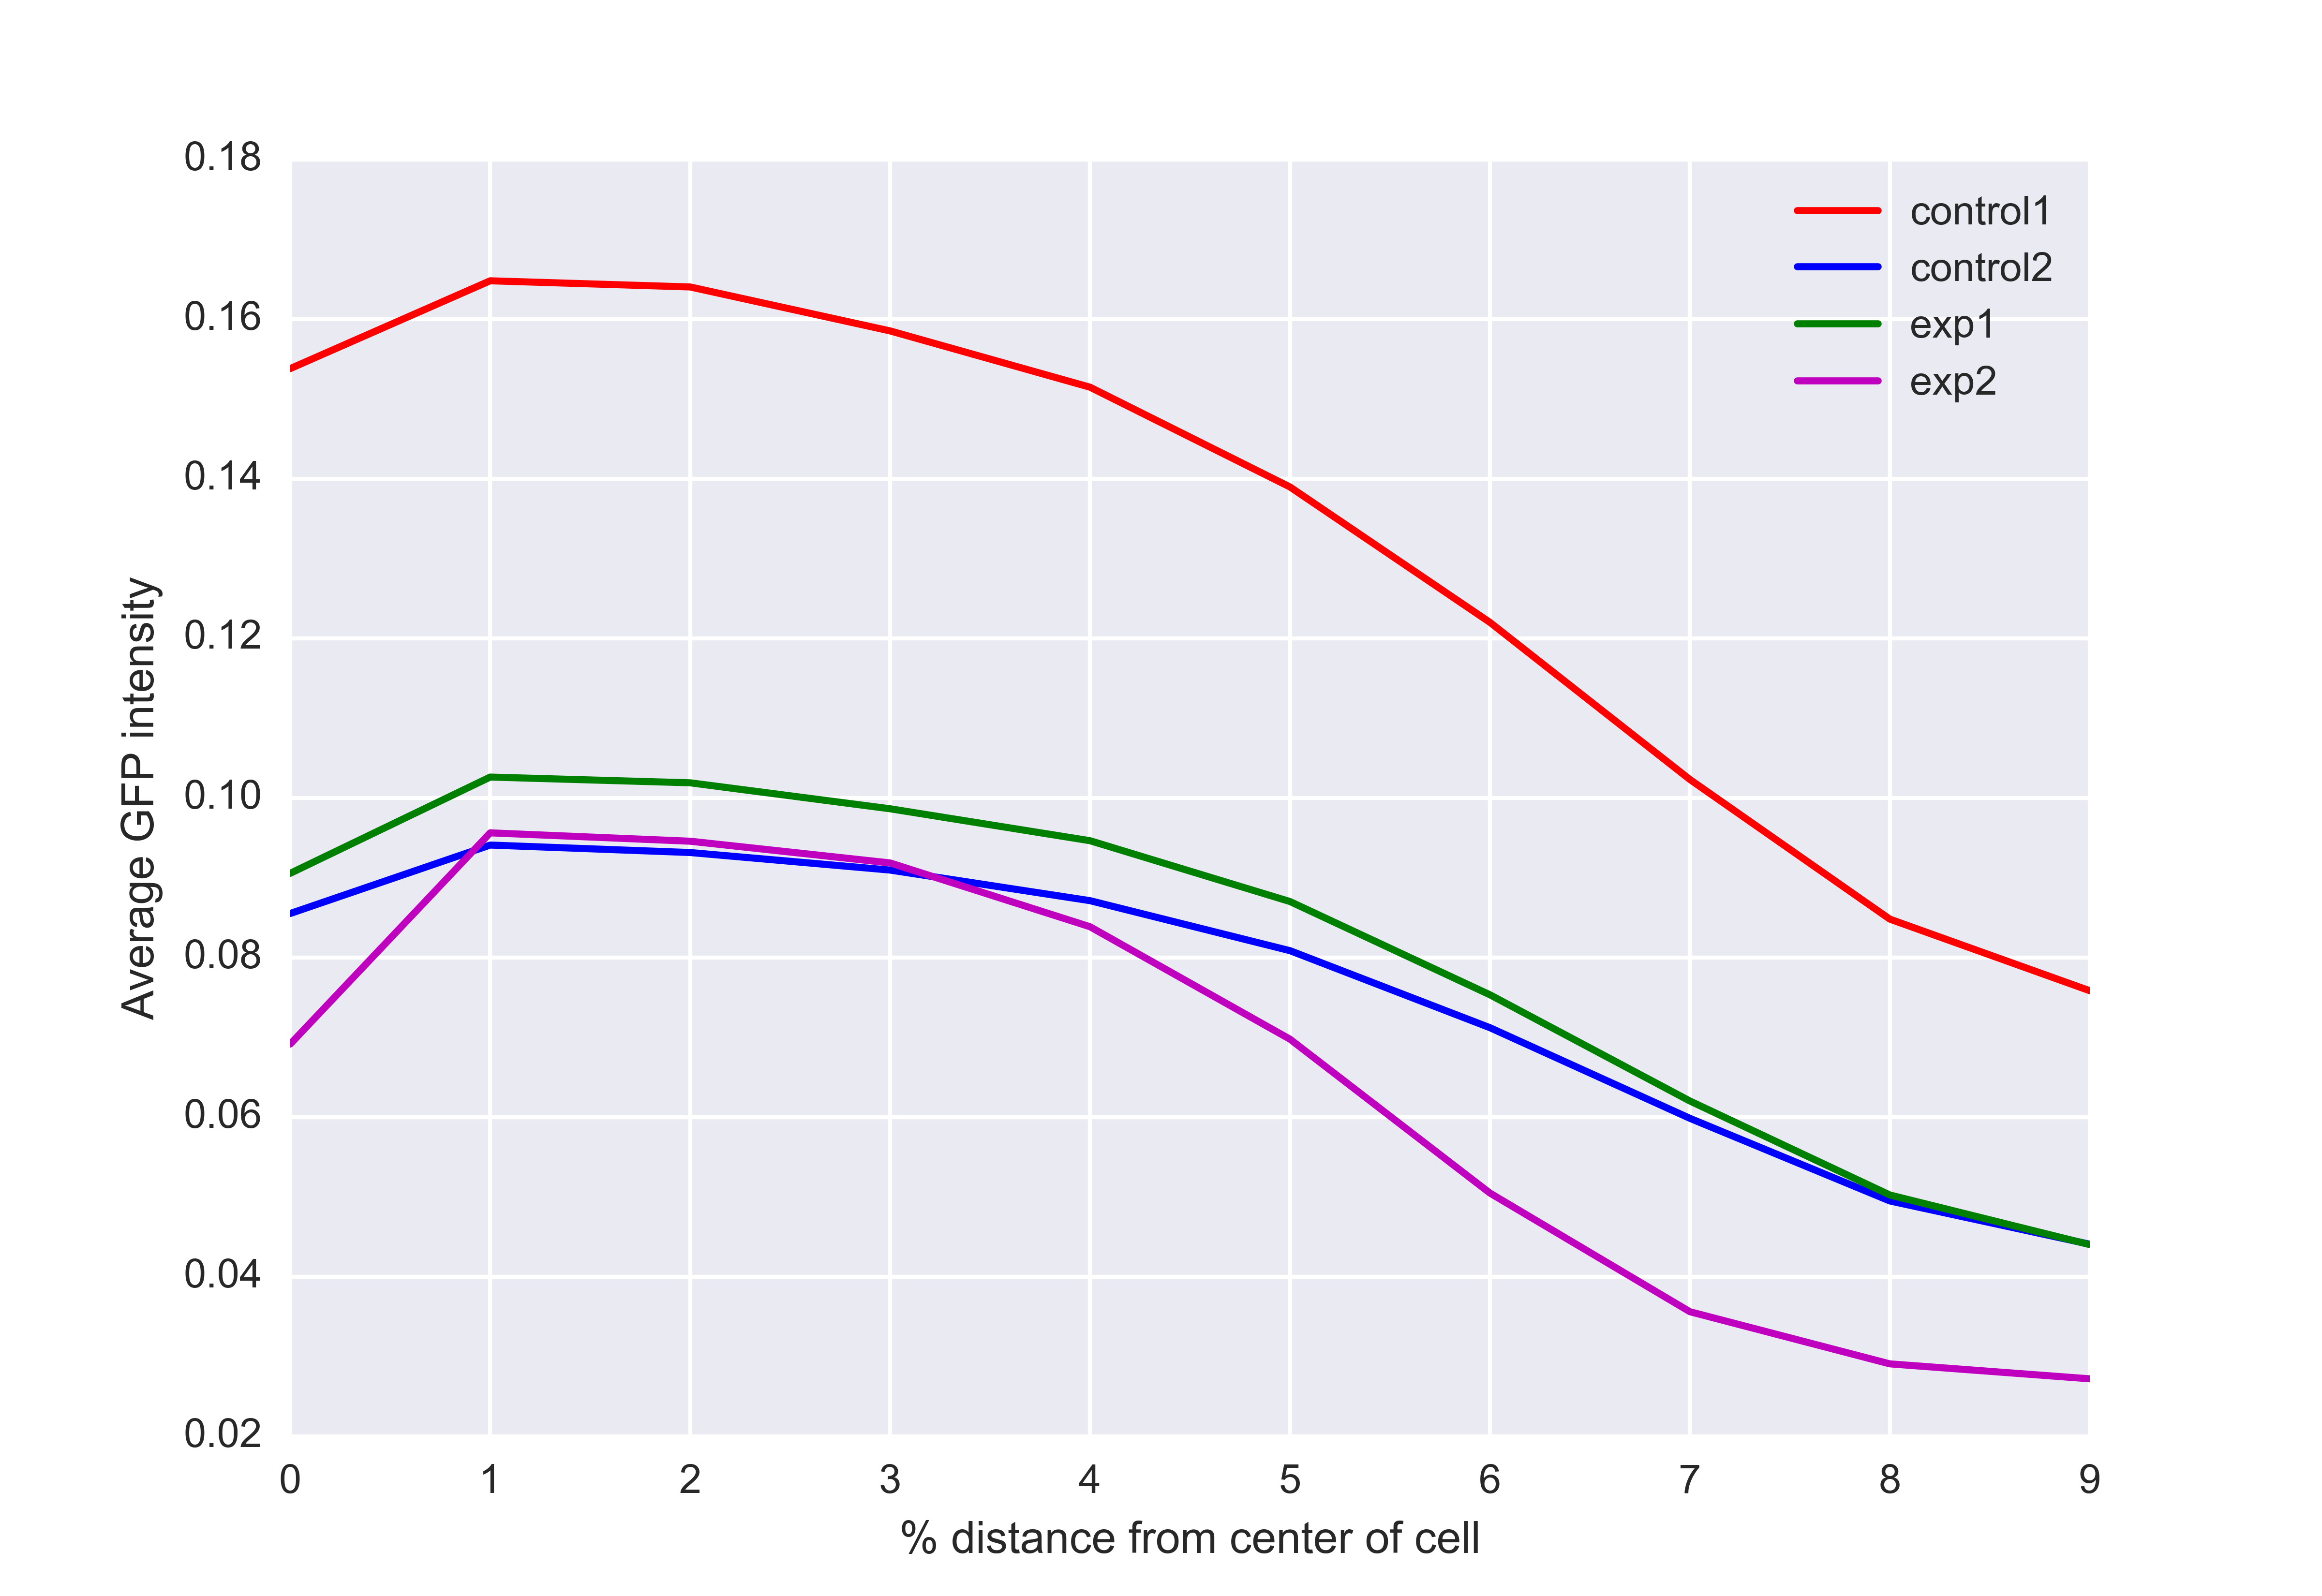 0.18
0.16
0.14
0.12
0.10
0.08
0.06
0.04
0.02
Average GFP intensity
control1
control2
exp1
exp2
0 1 2 3 4 5 6 7 8 9
% distance from center of cell